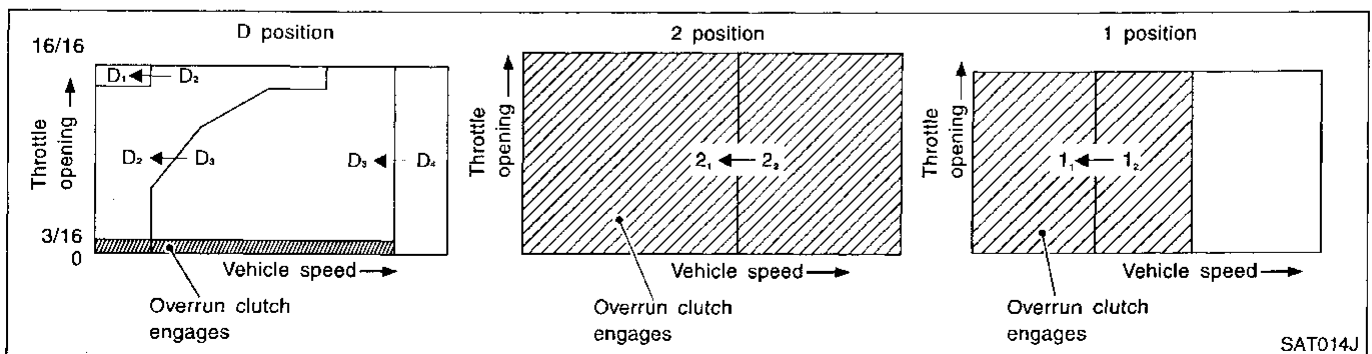 D position
16/16
Throttle opening
3/16
0
D₁ ← D₂
D₂ ← D₃
D₃ ← D₄
Vehicle speed
Overrun clutch
engages
2 position
Throttle
opening
2₁ ← 2₂
Vehicle speed
Overrun clutch
engages
1 position
Throttle
opening
1₁ ← 1₂
Vehicle speed
Overrun clutch
engages
SAT014J